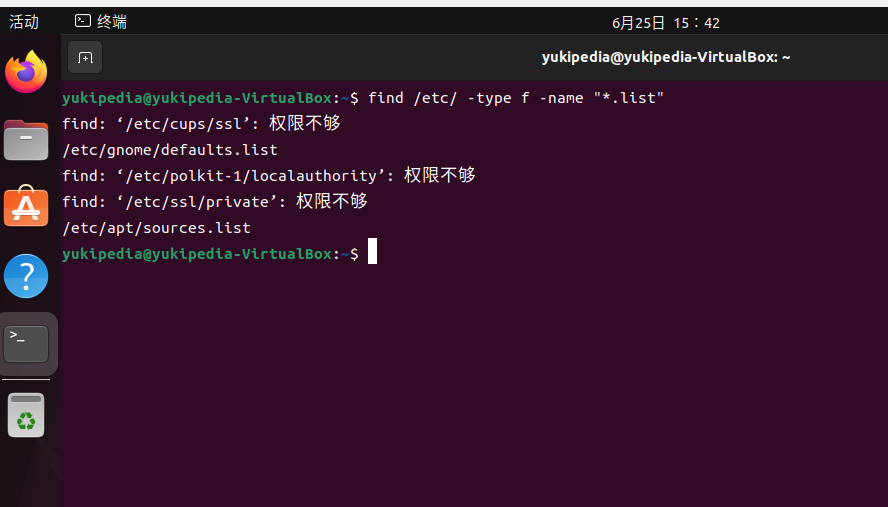 活动 终端 6月25日 15：42
yukipedia@yukipedia-VirtualBox: ~
yukipedia@yukipedia-VirtualBox:~$ find /etc/ -type f -name "*.list"
find: ‘/etc/cups/ssl’: 权限不够
/etc/gnome/defaults.list
find: ‘/etc/polkit-1/localauthority’: 权限不够
find: ‘/etc/ssl/private’: 权限不够
/etc/apt/sources.list
yukipedia@yukipedia-VirtualBox:~$